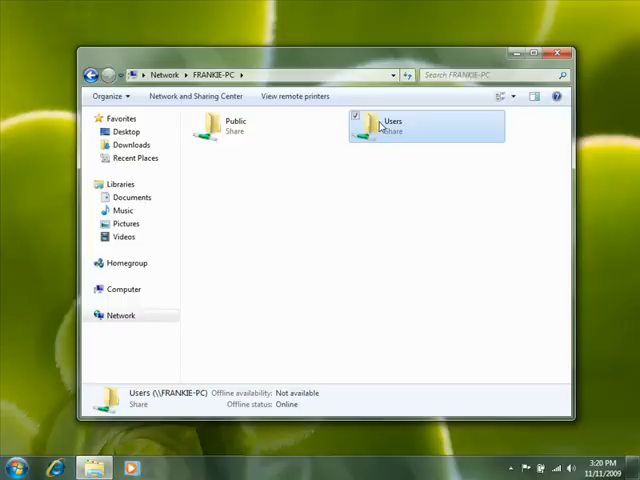 Network ▸ FRANKIE-PC ▸
Search FRANKIE-PC
Organize
Network and Sharing Center
View remote printers
Favorites
Desktop
Downloads
Recent Places
Libraries
Documents
Music
Pictures
Videos
Homegroup
Computer
Network
Public
Share
Users
Share
Users (\\FRANKIE-PC) Offline availability: Not available
Share Offline status: Online
3:20 PM
11/11/2009